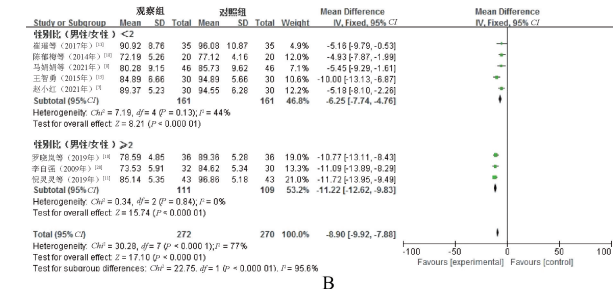 观察组 对照组 Mean Difference Mean Difference
Study or Subgroup Mean SD Total Mean SD Total Weight IV, Fixed, 95% CI IV, Fixed, 95% CI
性别比(男性/女性)<2
崔瑶等(2017年) 90.92 8.76 35 96.08 10.87 35 4.9% -5.16 [-9.79, -0.53]
陈郁梅等(2014年) 72.19 5.26 20 77.12 4.16 20 -4.93 [-7.87, -1.99]
马娟娟等(2021年) 80.28 9.15 46 85.73 9.62 46 -5.45 [-9.29, -1.61]
王智勇(2015年) 84.89 6.66 30 94.89 5.66 30 -10.00 [-13.13, -6.87]
赵小红(2021年) 89.37 5.23 30 94.55 6.28 30 12.2% -5.18 [-8.10, -2.26]
Subtotal (95%CI) 161 161 46.8% -6.25 [-7.74, -4.76]
Heterogeneity: Chi² = 7.19, df = 4 (P = 0.13); I² = 44%
Test for overall effect: Z = 8.21 (P < 0.000 01)
性别比(男性/女性)≥2
罗晓岚等(2019年) 78.59 4.85 36 89.36 5.28 36 19.0% -10.77 [-13.11, -8.43]
李自强(2009年) 73.53 5.91 32 84.62 5.34 30 -11.09 [-13.89, -8.29]
倪灵灵等(2019年) 85.14 5.35 43 96.86 5.18 43 21.0% -11.72 [-13.95, -9.49]
Subtotal (95%CI) 111 109 53.2% -11.22 [-12.62, -9.83]
Heterogeneity: Chi² = 0.34, df = 2 (P = 0.84); I² = 0%
Test for overall effect: Z = 15.74 (P < 0.000 01)
Total (95%CI) 272 270 100.0% -8.90 [-9.92, -7.88]
Heterogeneity: Chi² = 30.28, df = 7 (P < 0.000 1); I² = 77%
Test for overall effect: Z = 17.10 (P < 0.000 01)
Test for subgroup differences: Chi² = 22.75, df = 1 (P < 0.000 01), I² = 95.6%
-100 -50 0 50 100
Favours [experimental] Favours [control]
B